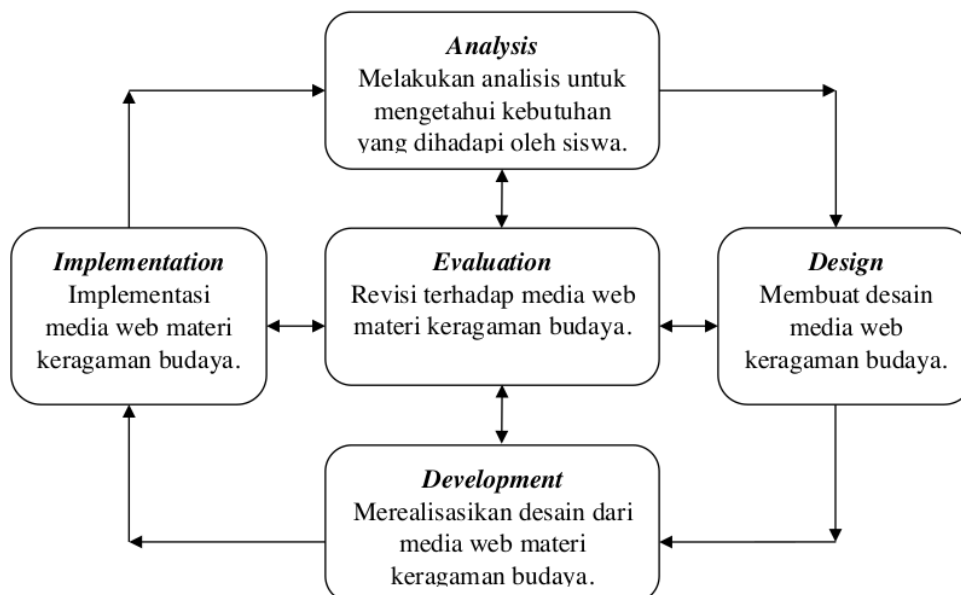 Analysis
Melakukan analisis untuk
mengetahui kebutuhan
yang dihadapi oleh siswa.
Implementation
Implementasi
media web materi
keragaman budaya.
Evaluation
Revisi terhadap media web
materi keragaman budaya.
Design
Membuat desain
media web
keragaman budaya.
Development
Merealisasikan desain dari
media web materi
keragaman budaya.